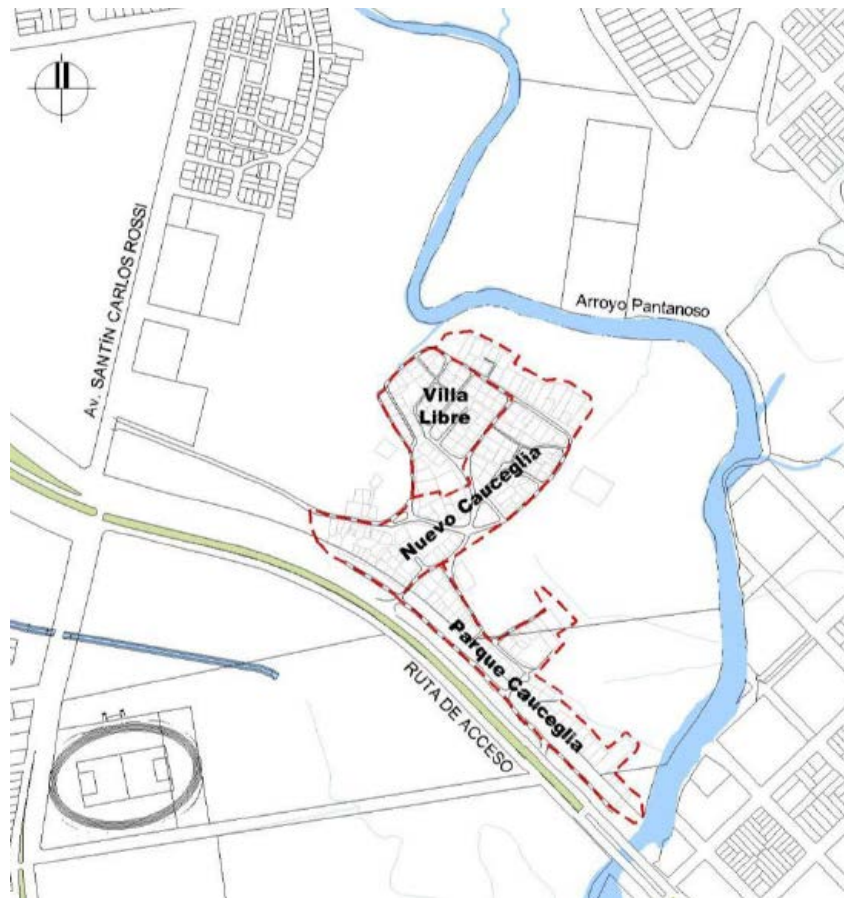 Av. SANTÍN CARLOS ROSSI
Arroyo Pantanoso
Villa
Libre
Nuevo Cauceglia
Parque Cauceglia
RUTA DE ACCESO